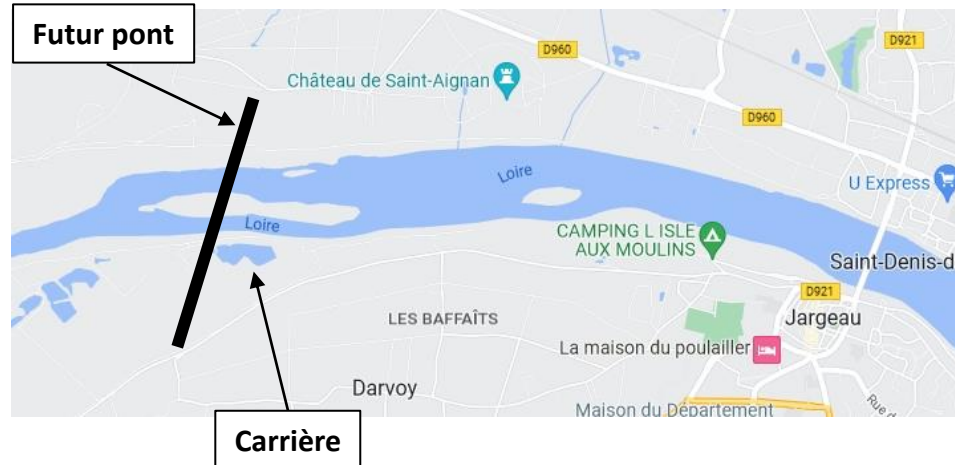 Futur pont
D960
D921
Château de Saint-Aignan
D960
Loire
U Express
Loire
CAMPING L ISLE
AUX MOULINS
Saint-Denis-d
D921
LES BAFFAÎTS
Jargeau
La maison du poulailler
Darvoy
Maison du Département
Rue d
Carrière